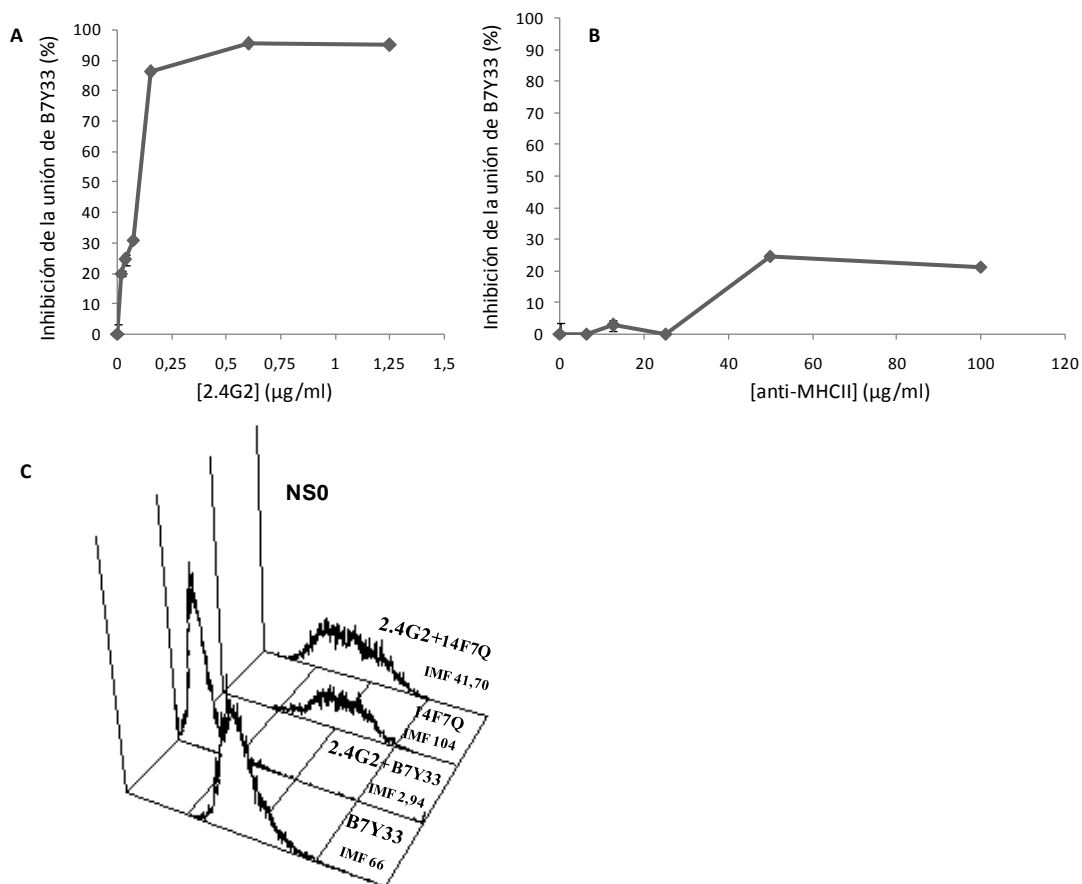 A
Inhibición de la unión de B7Y33 (%)
100
90
80
70
60
50
40
30
20
10
0
0 0,25 0,5 0,75 1 1,25 1,5
[2.4G2] (µg/ml)
B
Inhibición de la unión de B7Y33 (%)
100
90
80
70
60
50
40
30
20
10
0
0 20 40 60 80 100 120
[anti-MHCII] (µg/ml)
C
NS0
2.4G2+14F7Q
IMF 41,70
14F7Q
IMF 104
2.4G2+B7Y33
IMF 2,94
B7Y33
IMF 66